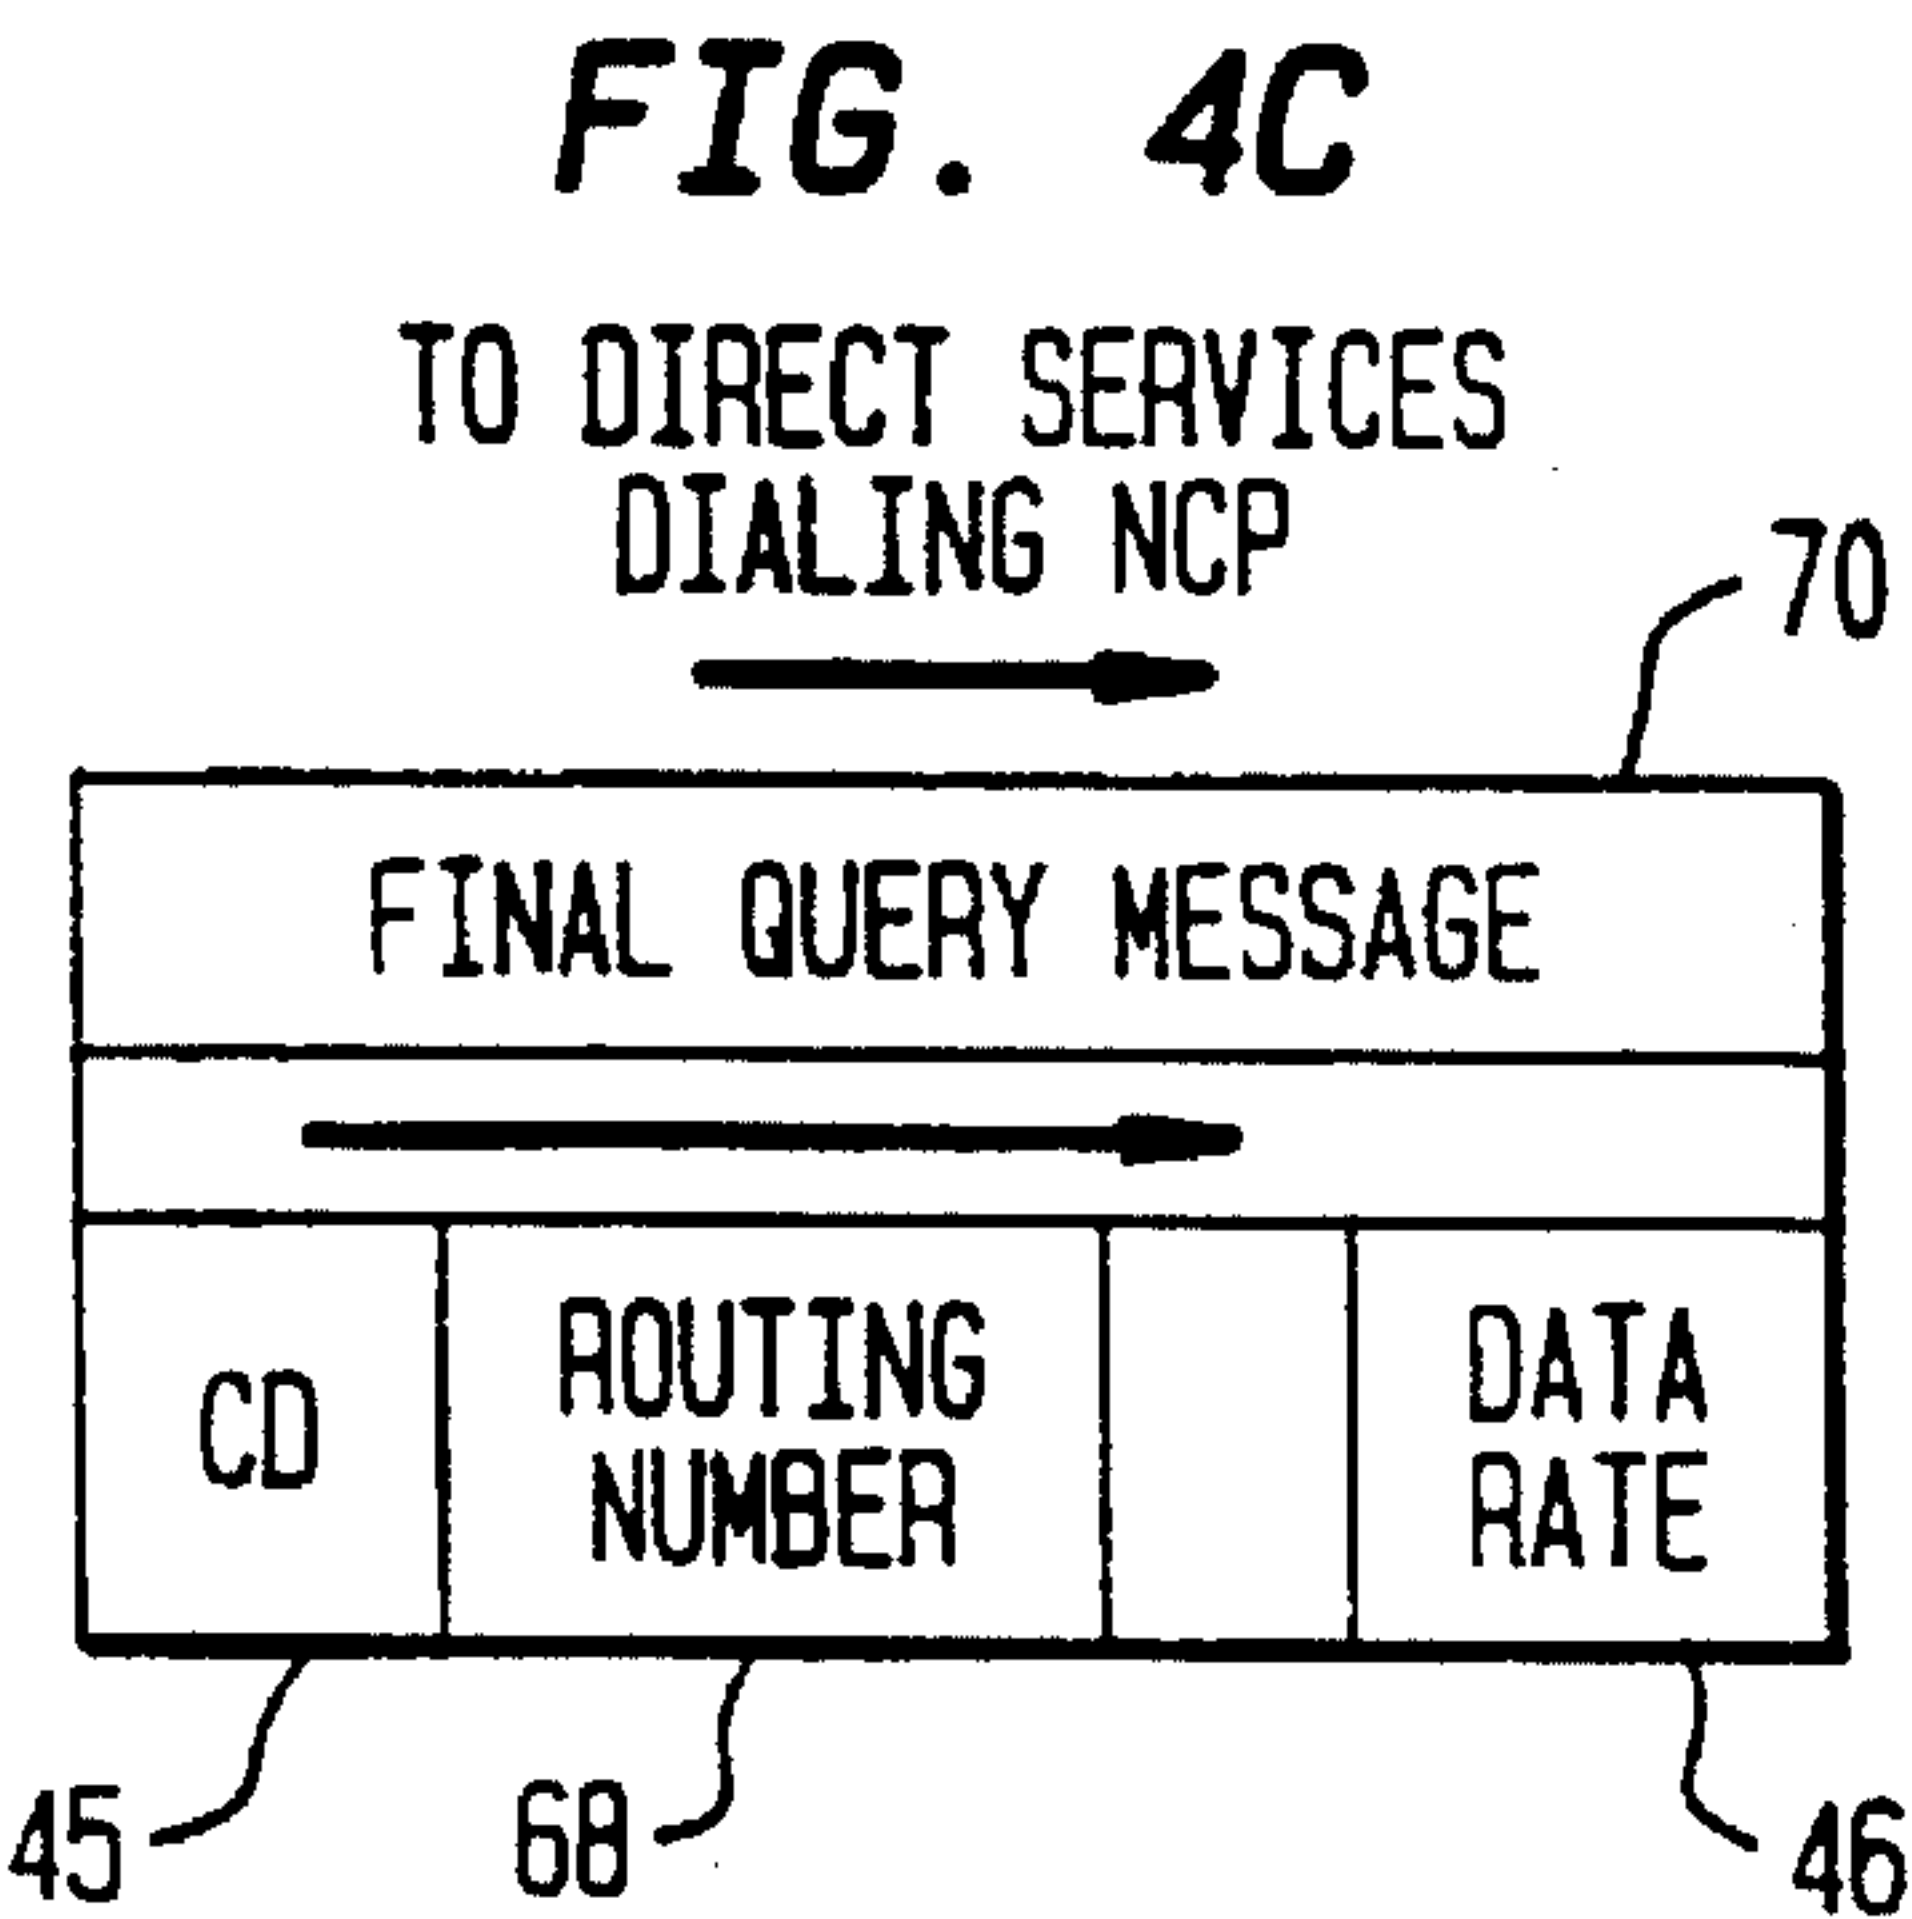 FIG. 4C
TO DIRECT SERVICES
DIALING NCP
70
FINAL QUERY MESSAGE
CD
ROUTING
NUMBER
DATA
RATE
45
68
46